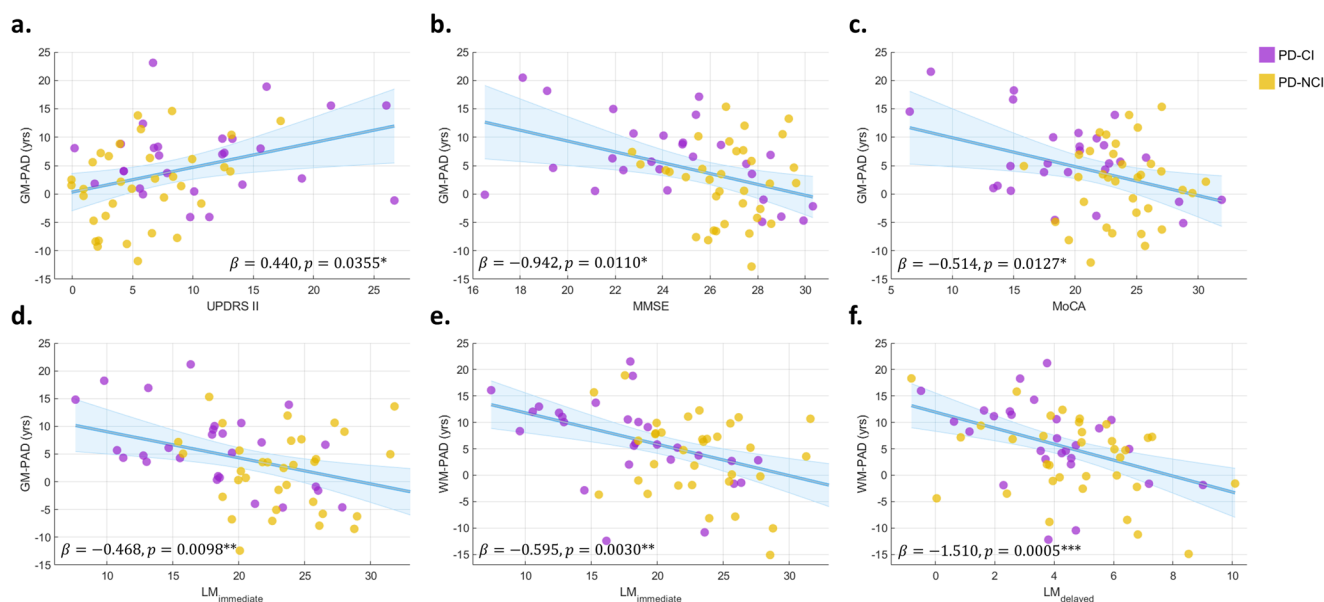 a.
GM-PAD (yrs)
25
20
15
10
5
0
-5
-10
-15
0 5 10 15 20 25
UPDRS II
β = 0.440, p = 0.0355*
b.
GM-PAD (yrs)
25
20
15
10
5
0
-5
-10
-15
16 18 20 22 24 26 28 30 32
MMSE
β = −0.942, p = 0.0110*
c.
GM-PAD (yrs)
25
20
15
10
5
0
-5
-10
-15
5 10 15 20 25 30
MoCA
β = −0.514, p = 0.0127*
PD-CI
PD-NCI
d.
GM-PAD (yrs)
25
20
15
10
5
0
-5
-10
-15
10 15 20 25 30
LM immediate
β = −0.468, p = 0.0098**
e.
WM-PAD (yrs)
25
20
15
10
5
0
-5
-10
-15
10 15 20 25 30
LM immediate
β = −0.595, p = 0.0030**
f.
WM-PAD (yrs)
25
20
15
10
5
0
-5
-10
-15
0 2 4 6 8 10
LM delayed
β = −1.510, p = 0.0005***